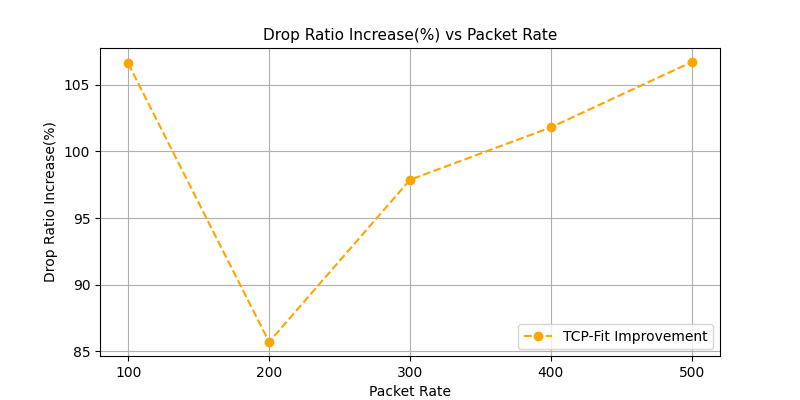 Drop Ratio Increase(%) vs Packet Rate
Drop Ratio Increase(%)
105
100
95
90
85
100 200 300 400 500
Packet Rate
TCP-Fit Improvement